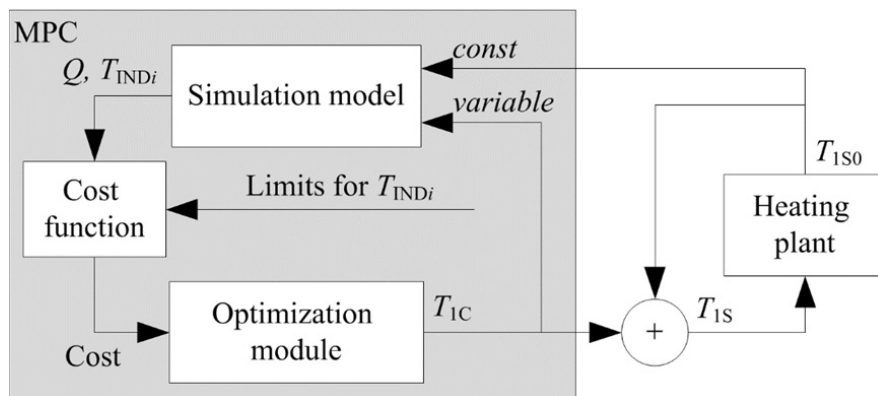 MPC
Q, T_INDi
Simulation model
const
variable
Cost
function
Limits for T_INDi
Cost
Optimization
module
T_1C
+
T_1S
T_1S0
Heating
plant